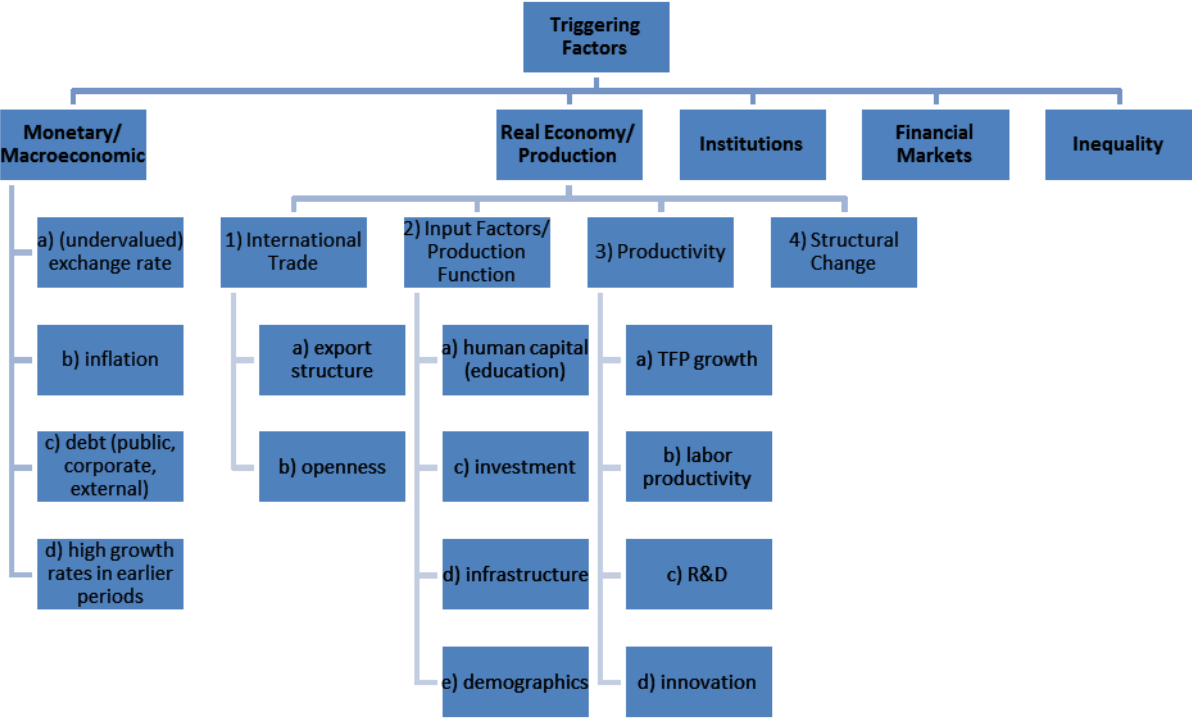 Triggering
Factors
Monetary/
Macroeconomic
Real Economy/
Production
Institutions
Financial
Markets
Inequality
a) (undervalued)
exchange rate
b) inflation
c) debt (public,
corporate,
external)
d) high growth
rates in earlier
periods
1) International
Trade
a) export
structure
b) openness
2) Input Factors/
Production
Function
a) human capital
(education)
c) investment
d) infrastructure
e) demographics
3) Productivity
a) TFP growth
b) labor
productivity
c) R&D
d) innovation
4) Structural
Change